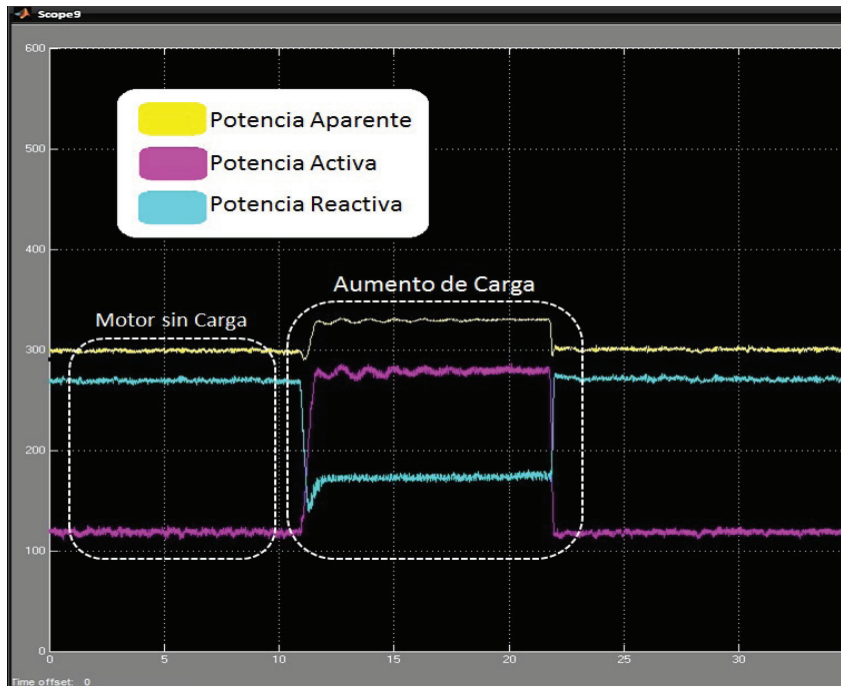 Scope9
600
500
400
300
200
100
0
Potencia Aparente
Potencia Activa
Potencia Reactiva
Aumento de Carga
Motor sin Carga
0 5 10 15 20 25 30
Time offset: 0